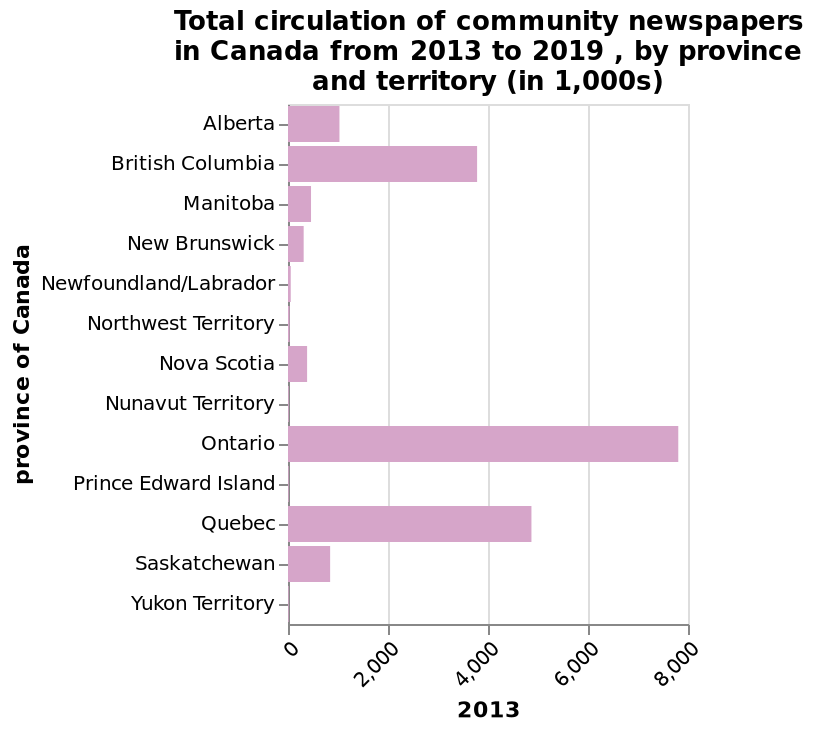 Total circulation of community newspapers
in Canada from 2013 to 2019 , by province
and territory (in 1,000s)
province of Canada
Alberta
British Columbia
Manitoba
New Brunswick
Newfoundland/Labrador
Northwest Territory
Nova Scotia
Nunavut Territory
Ontario
Prince Edward Island
Quebec
Saskatchewan
Yukon Territory
0
2,000
4,000
6,000
8,000
2013